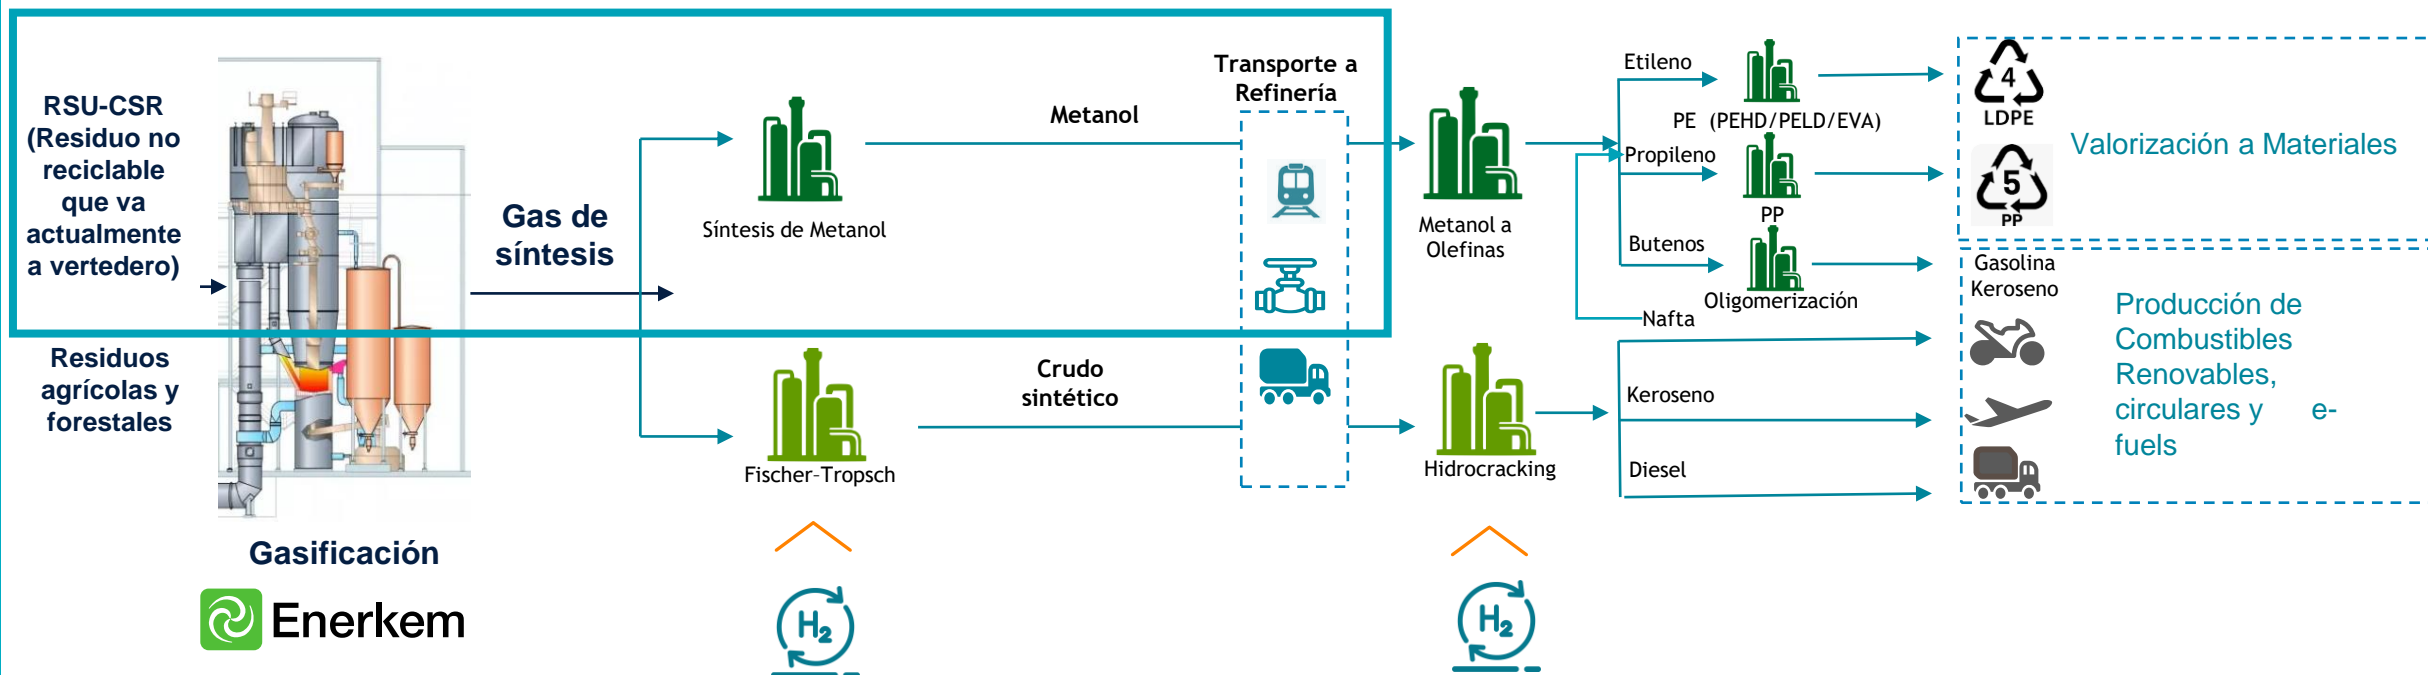 RSU-CSR
(Residuo no
reciclable
que va
actualmente
a vertedero)
Residuos
agrícolas y
forestales
Gasificación
Enerkem
Gas de
síntesis
Síntesis de Metanol
Metanol
Transporte a
Refinería
Fischer-Tropsch
Crudo
sintético
H2
Metanol a
Olefinas
Hidrocracking
H2
Etileno
PE (PEHD/PELD/EVA)
Propileno
PP
Butenos
Oligomerización
Nafta
Keroseno
Diesel
4
LDPE
5
PP
Valorización a Materiales
Gasolina
Keroseno
Producción de
Combustibles
Renovables,
circulares y e-
fuels